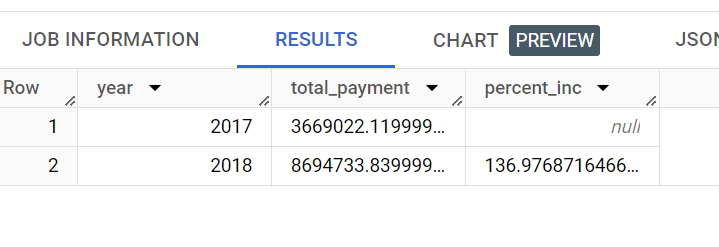 JOB INFORMATION RESULTS CHART PREVIEW JSON
Row year total_payment percent_inc
1 2017 3669022.119999... null
2 2018 8694733.839999... 136.9768716466...